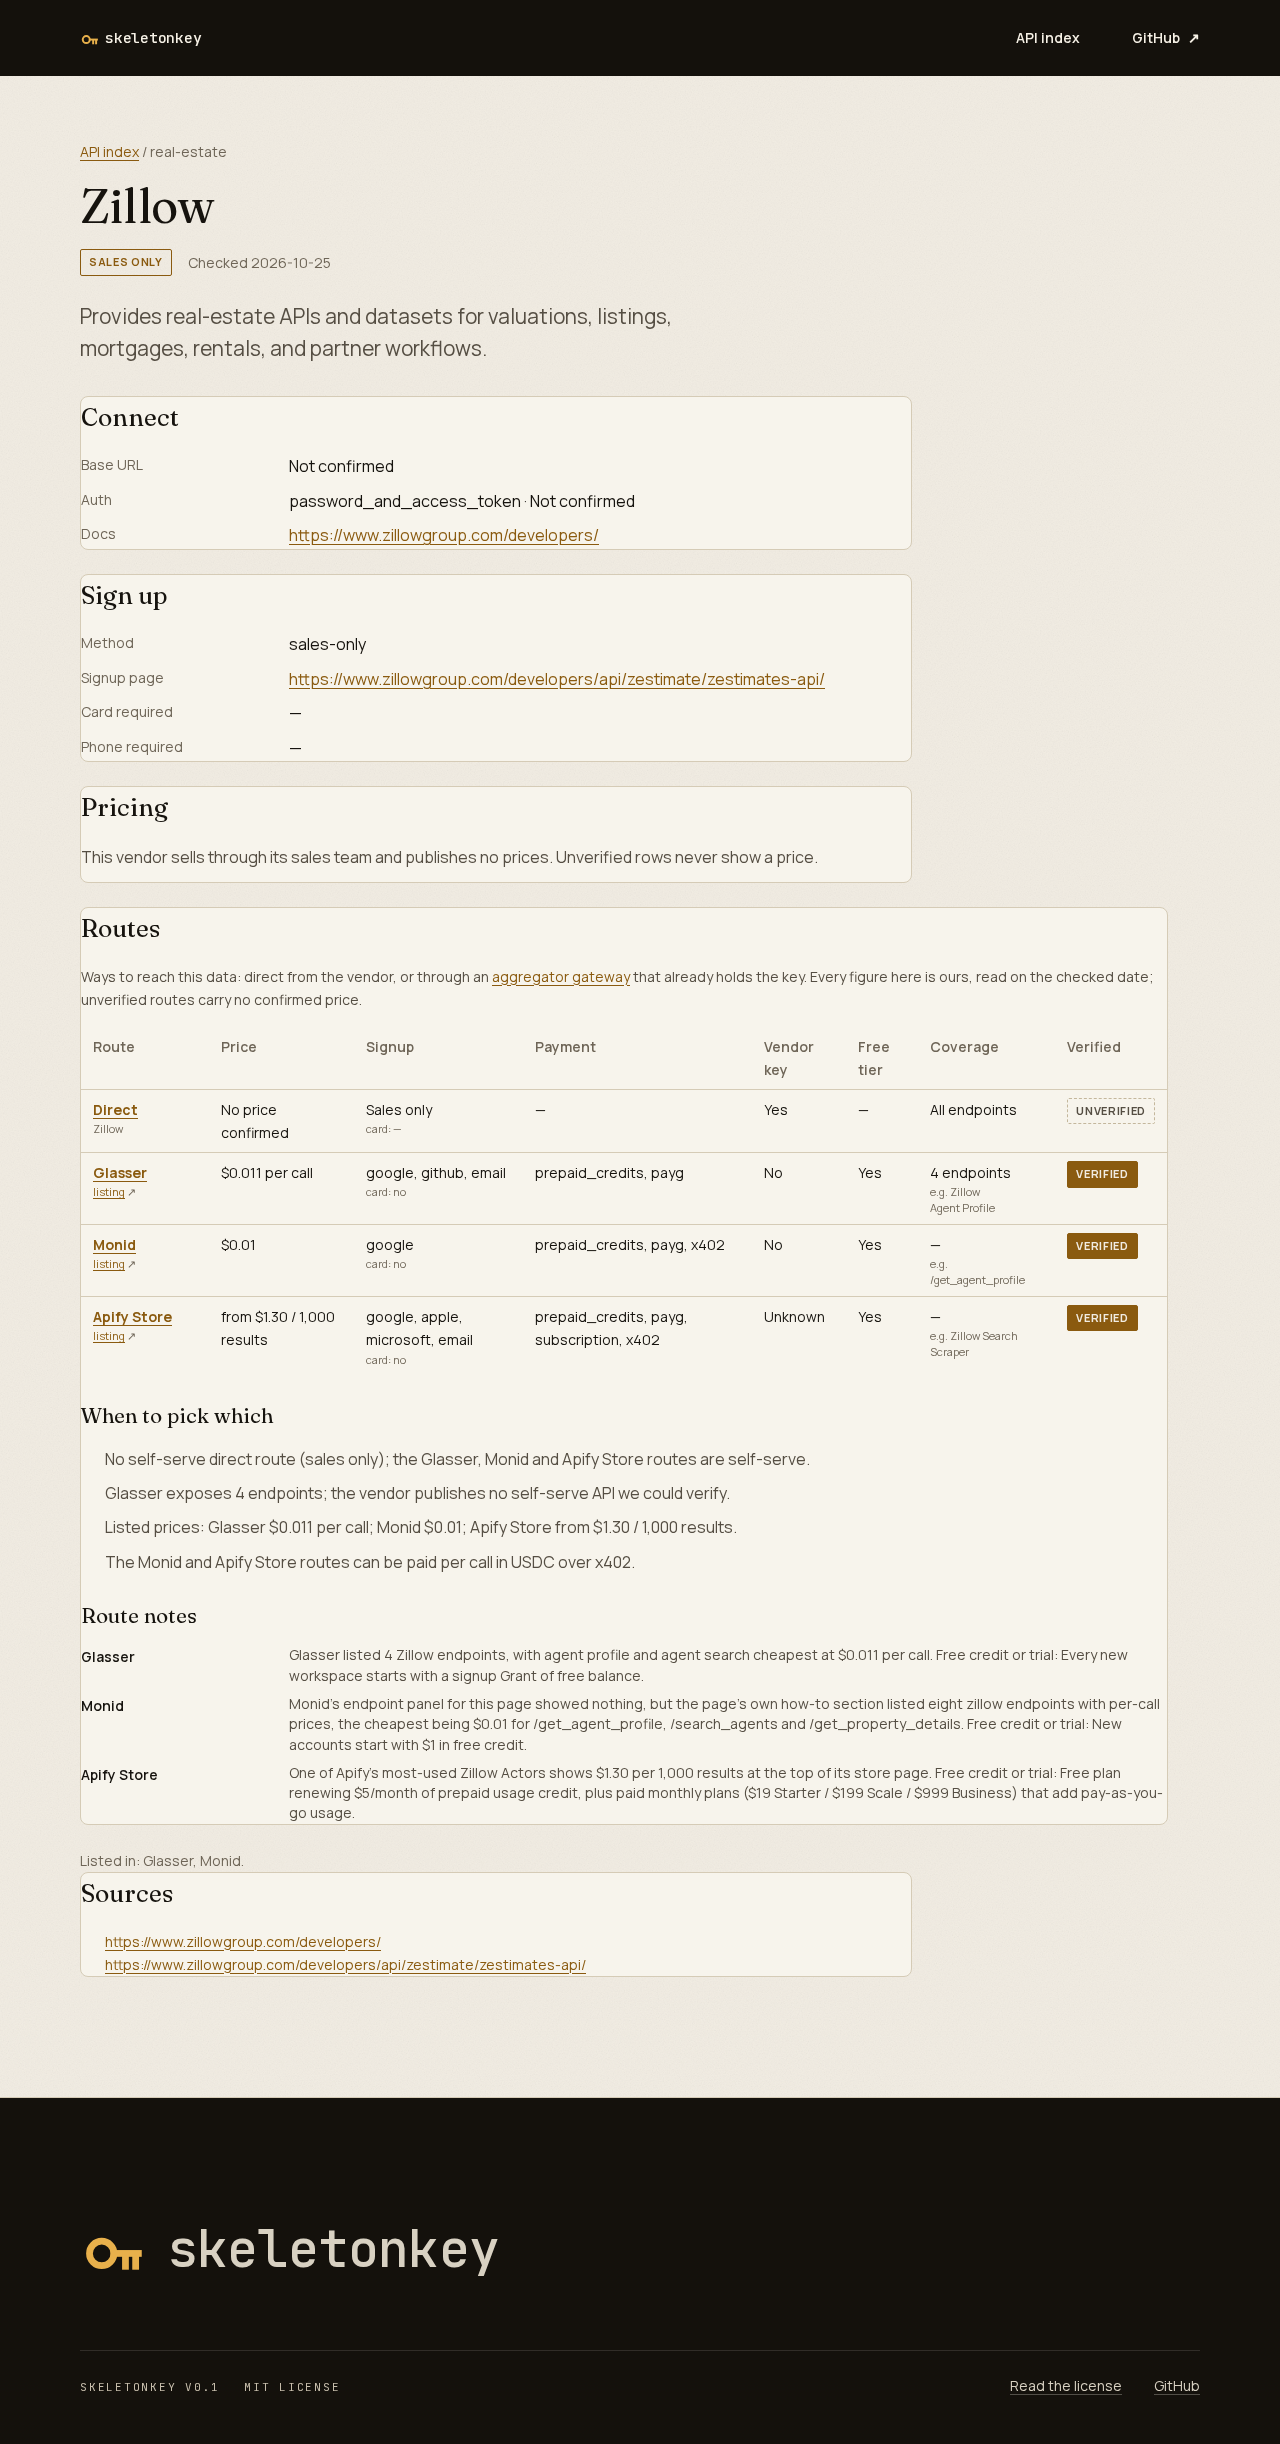 skeletonkey
API index
GitHub ↗
API index / real-estate
Zillow
SALES ONLY
Checked 2026-10-25
Provides real-estate APIs and datasets for valuations, listings,
mortgages, rentals, and partner workflows.
Connect
Base URL
Not confirmed
Auth
password_and_access_token · Not confirmed
Docs
https://www.zillowgroup.com/developers/
Sign up
Method
sales-only
Signup page
https://www.zillowgroup.com/developers/api/zestimate/zestimates-api/
Card required
—
Phone required
—
Pricing
This vendor sells through its sales team and publishes no prices. Unverified rows never show a price.
Routes
Ways to reach this data: direct from the vendor, or through an aggregator gateway that already holds the key. Every figure here is ours, read on the checked date;
unverified routes carry no confirmed price.
Route
Price
Signup
Payment
Vendor
key
Free
tier
Coverage
Verified
Direct
Zillow
No price
confirmed
Sales only
card: —
—
Yes
—
All endpoints
UNVERIFIED
Glasser
listing ↗
$0.011 per call
google, github, email
card: no
prepaid_credits, payg
No
Yes
4 endpoints
e.g. Zillow
Agent Profile
VERIFIED
Monid
listing ↗
$0.01
google
card: no
prepaid_credits, payg, x402
No
Yes
—
e.g.
/get_agent_profile
VERIFIED
Apify Store
listing ↗
from $1.30 / 1,000
results
google, apple,
microsoft, email
card: no
prepaid_credits, payg,
subscription, x402
Unknown
Yes
—
e.g. Zillow Search
Scraper
VERIFIED
When to pick which
No self-serve direct route (sales only); the Glasser, Monid and Apify Store routes are self-serve.
Glasser exposes 4 endpoints; the vendor publishes no self-serve API we could verify.
Listed prices: Glasser $0.011 per call; Monid $0.01; Apify Store from $1.30 / 1,000 results.
The Monid and Apify Store routes can be paid per call in USDC over x402.
Route notes
Glasser
Glasser listed 4 Zillow endpoints, with agent profile and agent search cheapest at $0.011 per call. Free credit or trial: Every new
workspace starts with a signup Grant of free balance.
Monid
Monid's endpoint panel for this page showed nothing, but the page's own how-to section listed eight zillow endpoints with per-call
prices, the cheapest being $0.01 for /get_agent_profile, /search_agents and /get_property_details. Free credit or trial: New
accounts start with $1 in free credit.
Apify Store
One of Apify's most-used Zillow Actors shows $1.30 per 1,000 results at the top of its store page. Free credit or trial: Free plan
renewing $5/month of prepaid usage credit, plus paid monthly plans ($19 Starter / $199 Scale / $999 Business) that add pay-as-you-
go usage.
Listed in: Glasser, Monid.
Sources
https://www.zillowgroup.com/developers/
https://www.zillowgroup.com/developers/api/zestimate/zestimates-api/
skeletonkey
SKELETONKEY V0.1
MIT LICENSE
Read the license
GitHub